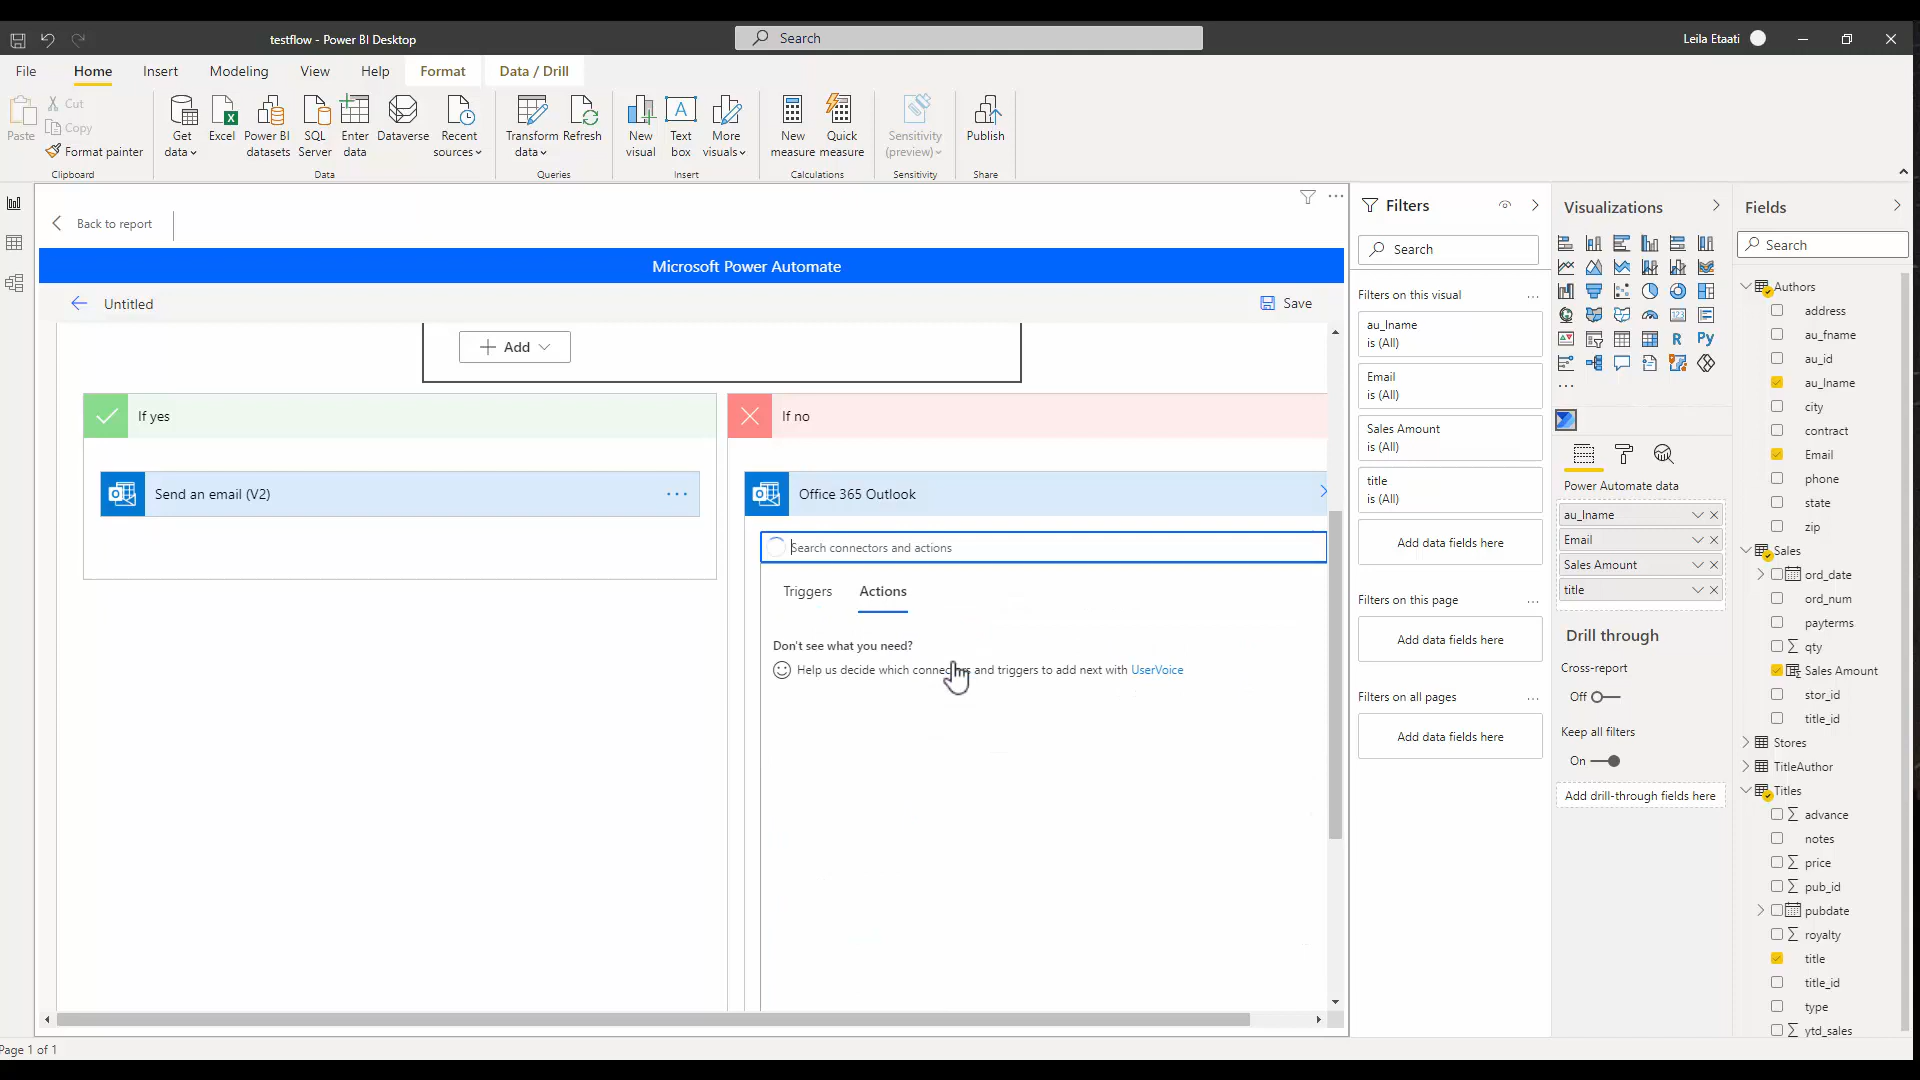 testflow - Power BI Desktop
Search
Leila Etaati
File
Home
Insert
Modeling
View
Help
Format
Data / Drill
Paste
Cut
Copy
Format painter
Clipboard
Get data
Excel
Power BI datasets
SQL Server
Enter data
Dataverse
Recent sources
Data
Transform data
Refresh
Queries
New visual
Text box
More visuals
Insert
New measure
Quick measure
Calculations
Sensitivity (preview)
Sensitivity
Publish
Share
Back to report
Microsoft Power Automate
Untitled
Save
Add
If yes
Send an email (V2)
If no
Office 365 Outlook
Search connectors and actions
Triggers
Actions
Don't see what you need?
Help us decide which connectors and triggers to add next with UserVoice
Filters
Search
Filters on this visual
au_lname
is (All)
Email
is (All)
Sales Amount
is (All)
title
is (All)
Add data fields here
Filters on this page
Add data fields here
Filters on all pages
Add data fields here
Visualizations
R
Py
Power Automate data
au_lname
Email
Sales Amount
title
Drill through
Cross-report
Off
Keep all filters
On
Add drill-through fields here
Fields
Search
Authors
address
au_fname
au_id
au_lname
city
contract
Email
phone
state
zip
Sales
ord_date
ord_num
payterms
qty
Sales Amount
stor_id
title_id
Stores
TitleAuthor
Titles
advance
notes
price
pub_id
pubdate
royalty
title
title_id
type
ytd_sales
Page 1 of 1